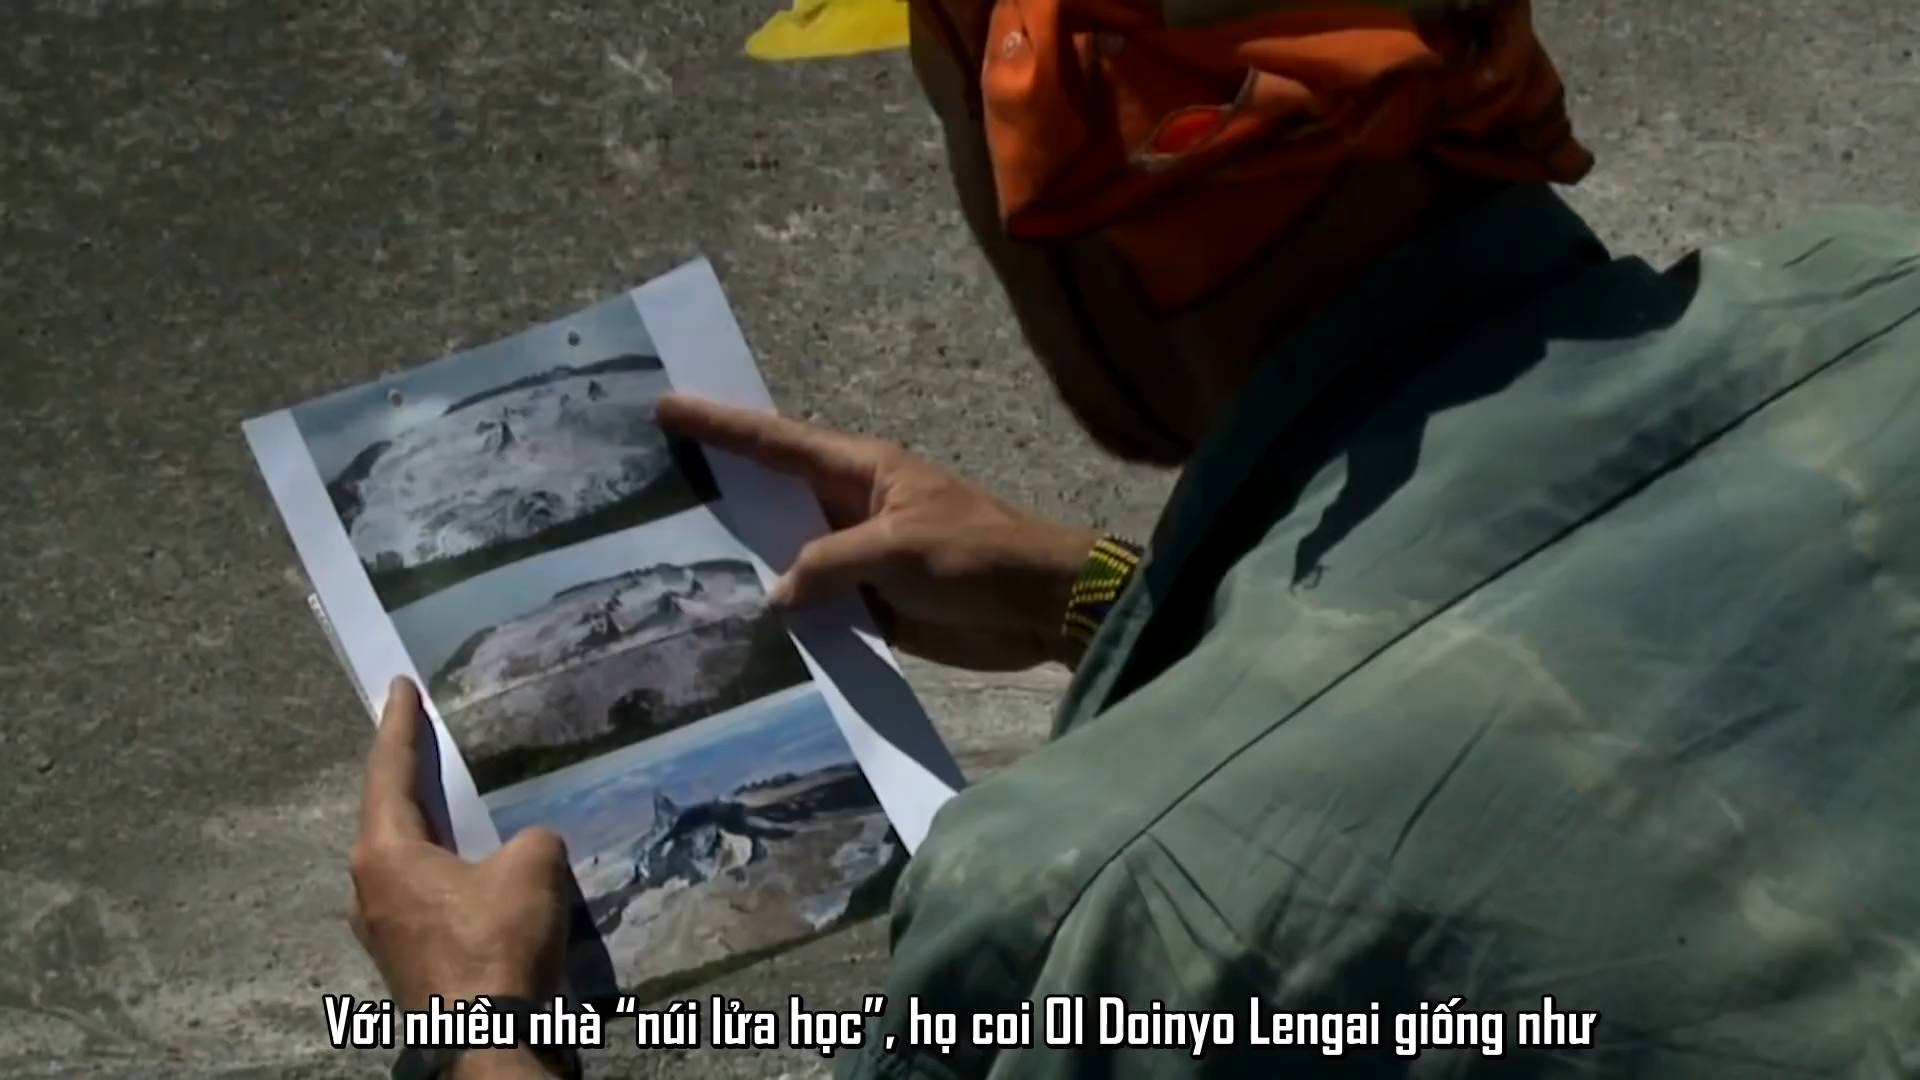 Với nhiều nhà “núi lửa học”, họ coi Ol Doinyo Lengai giống như